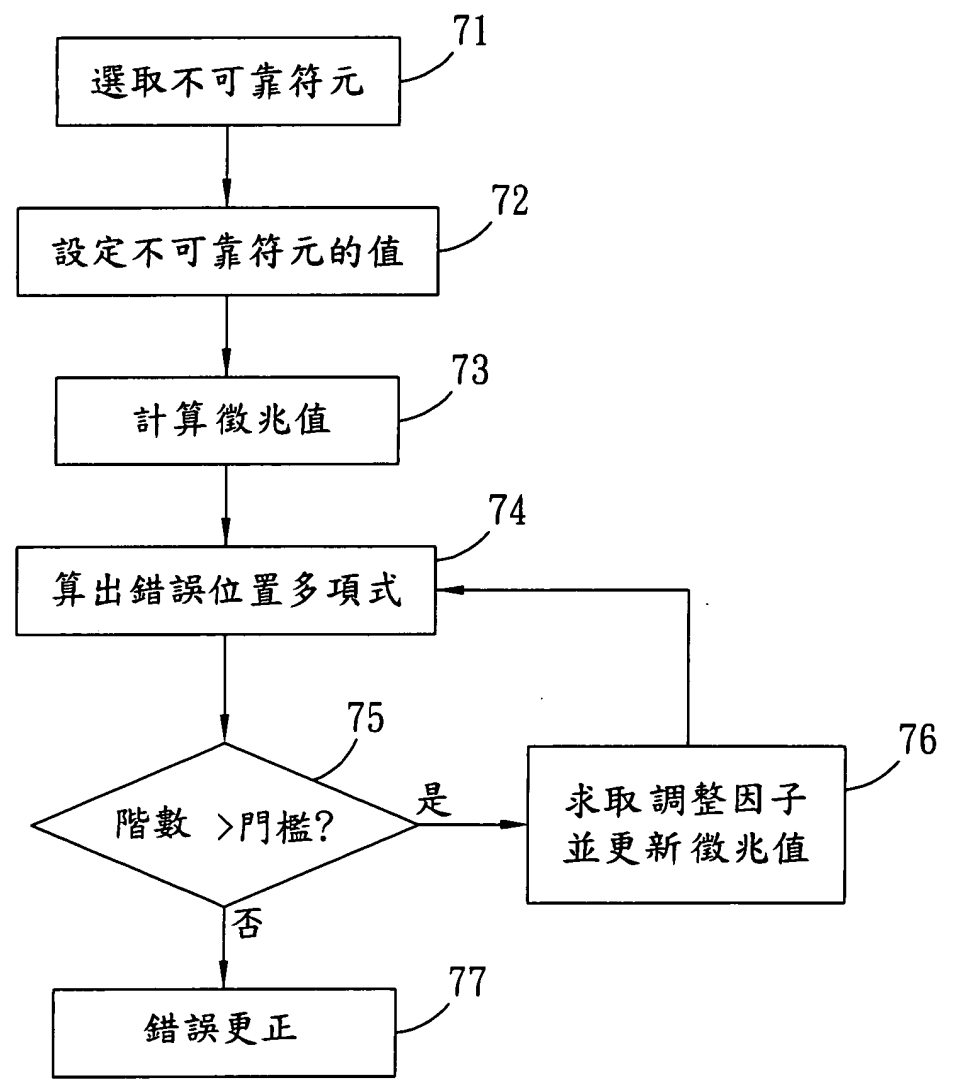 71
選取不可靠符元
72
設定不可靠符元的值
73
計算徵兆值
74
算出錯誤位置多項式
75
階數 >門檻?
是
76
求取調整因子
並更新徵兆值
否
77
錯誤更正